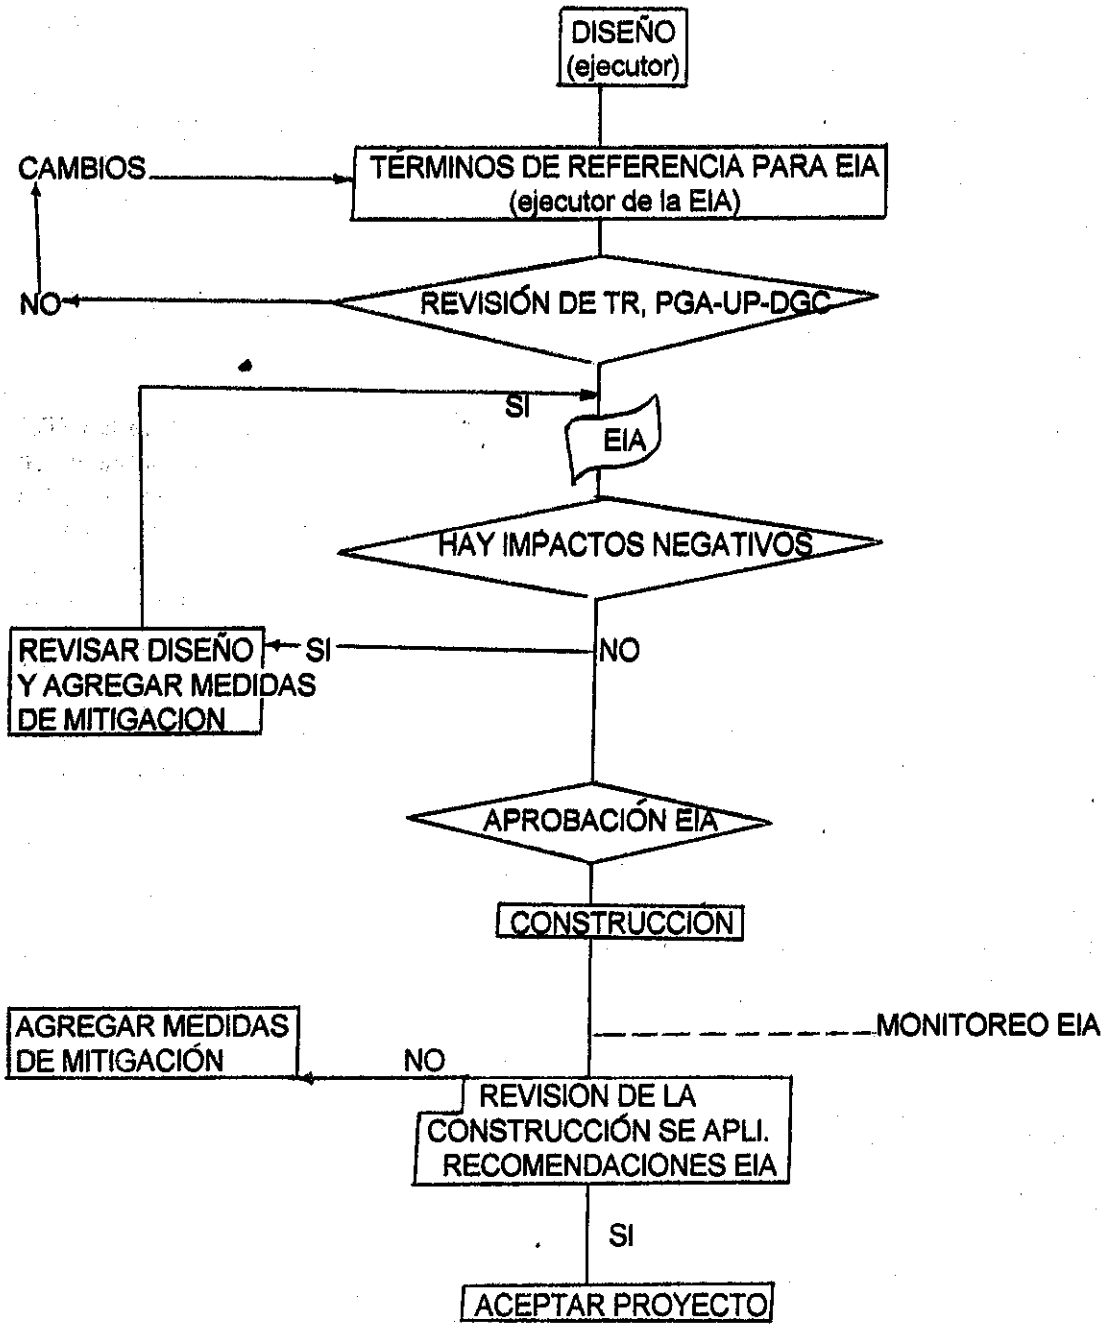 DISEÑO
(ejecutor)
CAMBIOS
TÉRMINOS DE REFERENCIA PARA EIA
(ejecutor de la EIA)
NO
REVISIÓN DE TR, PGA-UP-DGC
SI
EIA
HAY IMPACTOS NEGATIVOS
REVISAR DISEÑO
Y AGREGAR MEDIDAS
DE MITIGACION
SI
NO
APROBACIÓN EIA
CONSTRUCCIÓN
MONITOREO EIA
AGREGAR MEDIDAS
DE MITIGACIÓN
NO
REVISION DE LA
CONSTRUCCIÓN SE APLI.
RECOMENDACIONES EIA
SI
ACEPTAR PROYECTO